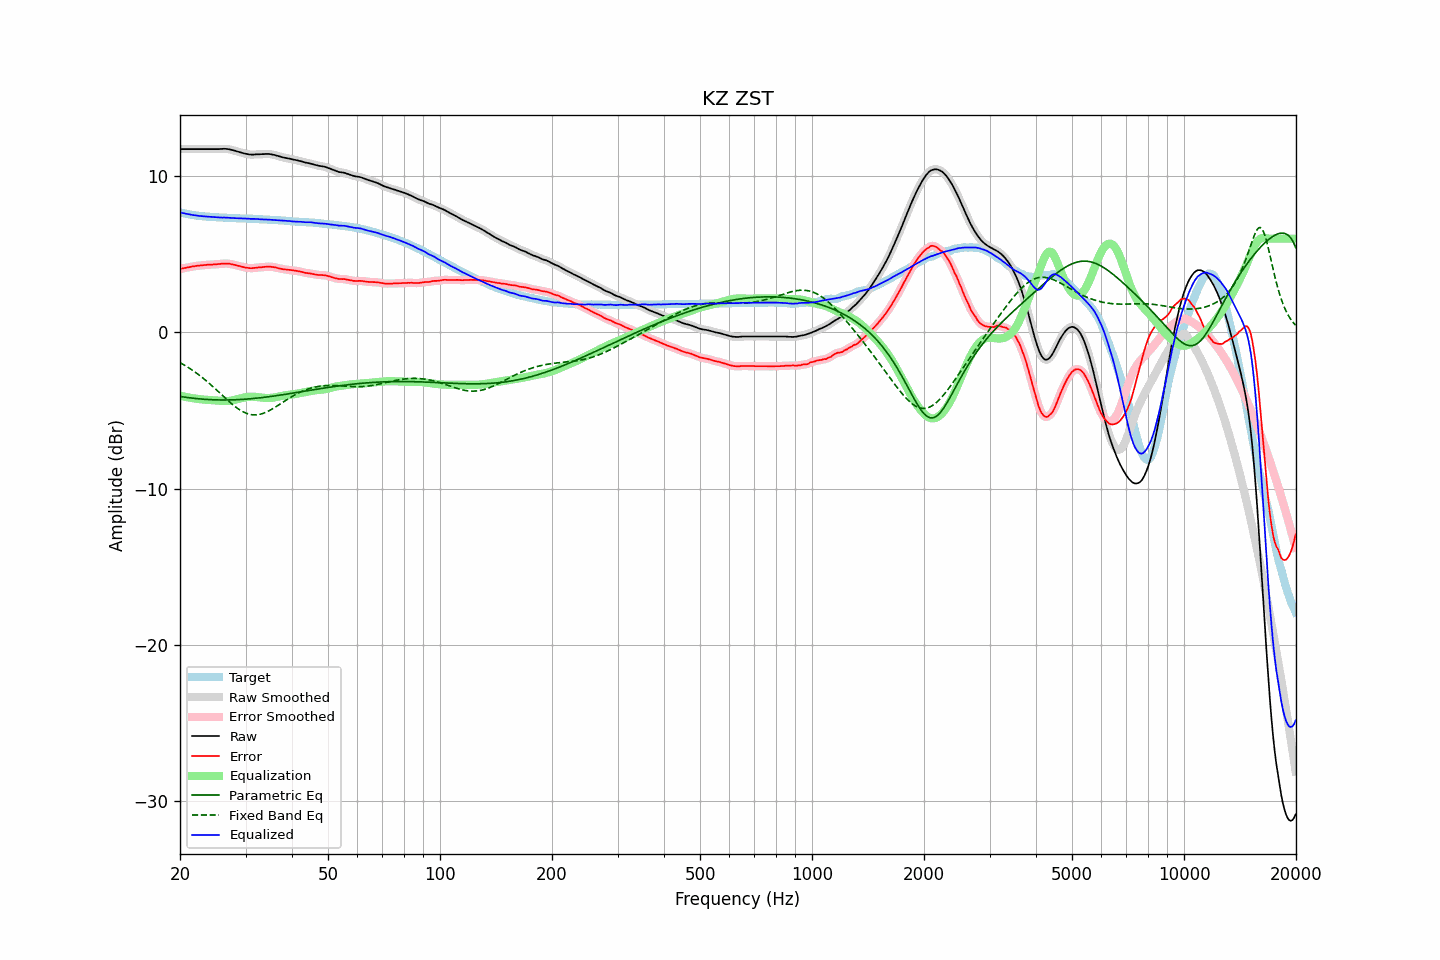 KZ ZST
Amplitude (dBr)
10
0
−10
−20
−30
Target
Raw Smoothed
Error Smoothed
Raw
Error
Equalization
Parametric Eq
Fixed Band Eq
Equalized
20 50 100 200 500 1000 2000 5000 10000 20000
Frequency (Hz)